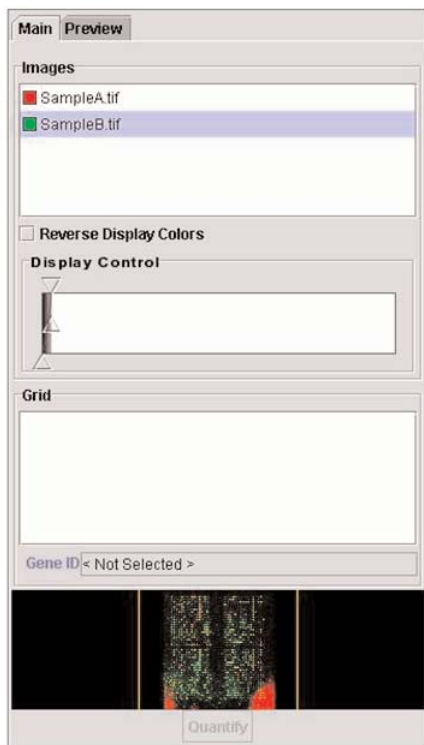 Main Preview
Images
SampleA.tif
SampleB.tif
Reverse Display Colors
Display Control
Grid
Gene ID < Not Selected >
Quantify